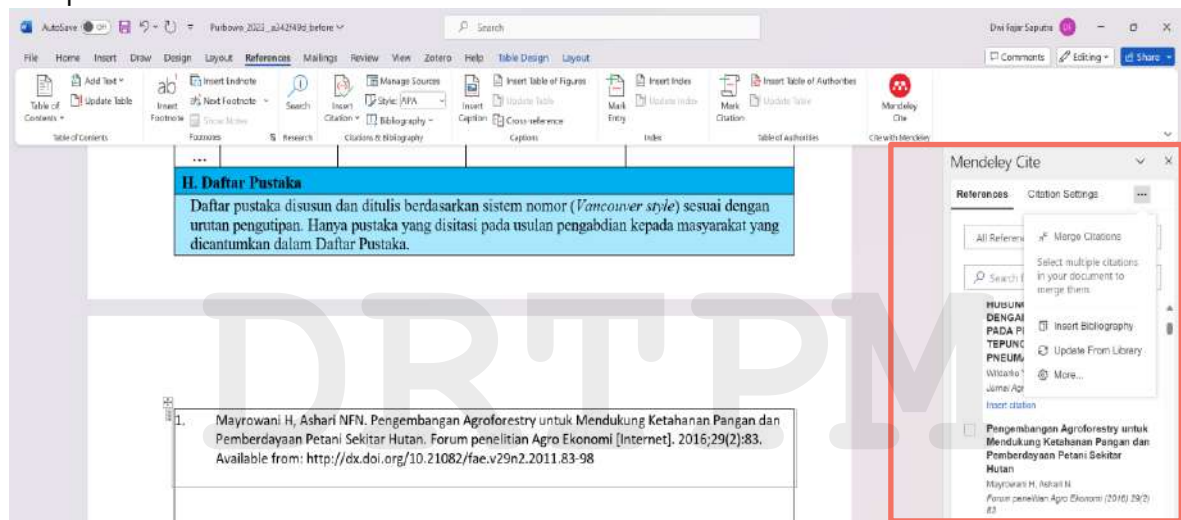 AutoSave Off Purbowo_2023_a342f49d_before Search Dwi Fajar Saputra
File Home Insert Draw Design Layout References Mailings Review View Zotero Help Table Design Layout Comments Editing Share
Add Text Insert Endnote Manage Sources Insert Table of Figures Insert Index Insert Table of Authorities
Update Table Next Footnote Style: APA Update Table Update Index Update Table
Table of Contents Insert Footnote Show Notes Search Insert Citation Bibliography Insert Caption Cross-reference Mark Entry Mark Citation Mendeley Cite
Table of Contents Footnotes Research Citations & Bibliography Captions Index Table of Authorities Cite with Mendeley
...
H. Daftar Pustaka
Daftar pustaka disusun dan ditulis berdasarkan sistem nomor (Vancouver style) sesuai dengan
urutan pengutipan. Hanya pustaka yang disitasi pada usulan pengabdian kepada masyarakat yang
dicantumkan dalam Daftar Pustaka.
DRTPM
1. Mayrowani H, Ashari NFN. Pengembangan Agroforestry untuk Mendukung Ketahanan Pangan dan
Pemberdayaan Petani Sekitar Hutan. Forum penelitian Agro Ekonomi [Internet]. 2016;29(2):83.
Available from: http://dx.doi.org/10.21082/fae.v29n2.2011.83-98
Mendeley Cite
References Citation Settings ...
All Referen
Search
Merge Citations
Select multiple citations
in your document to
merge them
Insert Bibliography
Update From Library
More...
HUBUN
DENGA
PADA P
TEPUNG
PNEUM
Insert citation
Pengembangan Agroforestry untuk
Mendukung Ketahanan Pangan dan
Pemberdayaan Petani Sekitar
Hutan
Mayrowani H, Ashari N
Forum penelitian Agro Ekonomi (2016) 29(2)
83